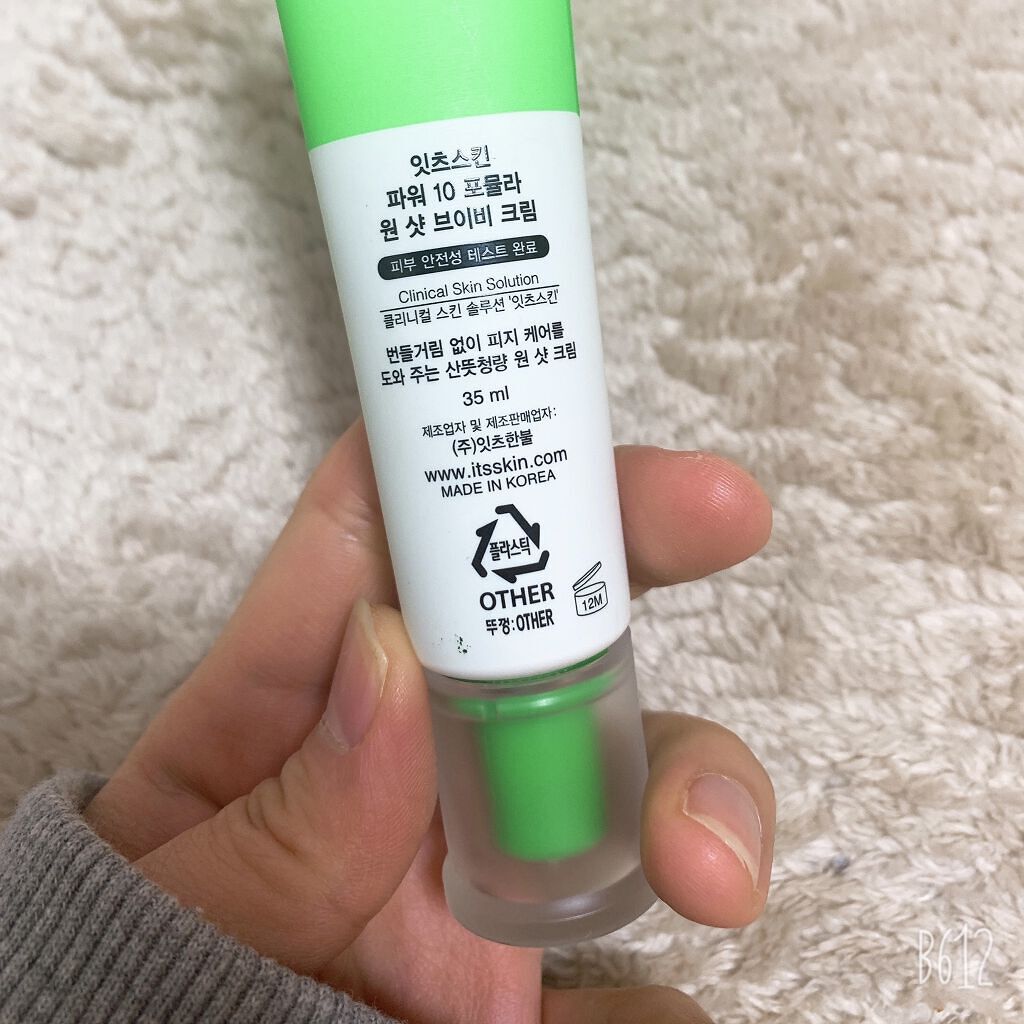 잇츠스킨
파워 10 포뮬라
원 샷 브이비 크림
피부 안전성 테스트 완료
Clinical Skin Solution
클리니컬 스킨 솔루션 '잇츠스킨'
번들거림 없이 피지 케어를
도와 주는 산뜻청량 원 샷 크림
35 ml
제조업자 및 제조판매업자:
(주)잇츠한불
www.itsskin.com
MADE IN KOREA
플라스틱
OTHER
뚜껑:OTHER
12M
B612